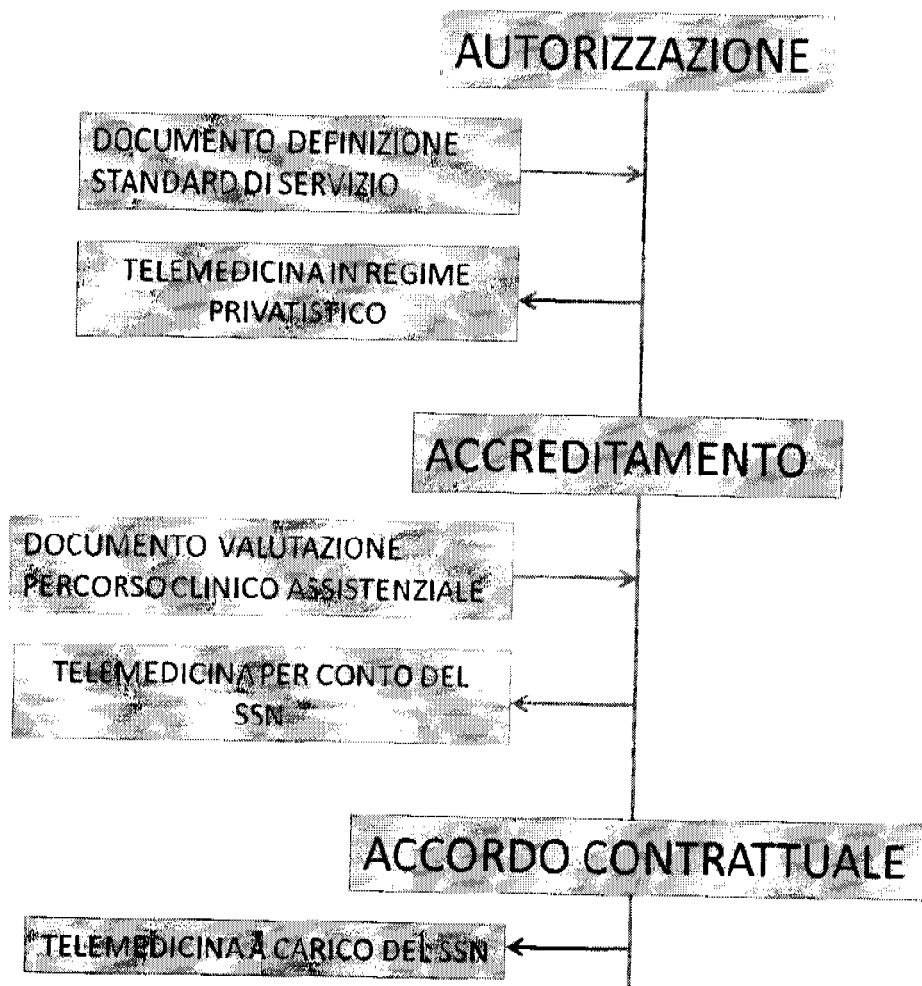 AUTORIZZAZIONE
DOCUMENTO DEFINIZIONE
STANDARD DI SERVIZIO
TELEMEDICINA IN REGIME
PRIVATISTICO
ACCREDITAMENTO
DOCUMENTO VALUTAZIONE
PERCORSO CLINICO ASSISTENZIALE
TELEMEDICINA PER CONTO DEL
SSN
ACCORDO CONTRATTUALE
TELEMEDICINA A CARICO DEL SSN